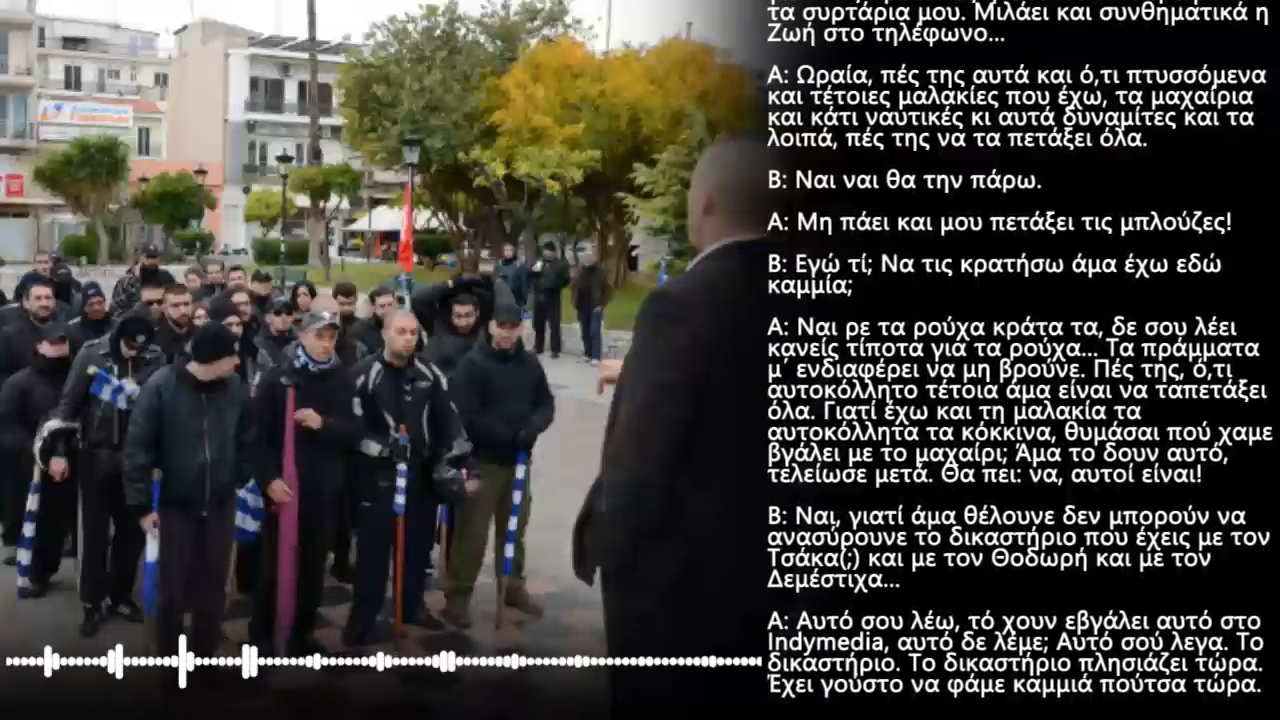 τα συρτάρια μου. Μιλάει και συνθηματικά η
Ζωή στο τηλέφωνο...
Α: Ωραία, πές της αυτά και ό,τι πτυσσόμενα
και τέτοιες μαλακίες που έχω, τα μαχαίρια
και κάτι ναυτικές κι αυτά δυναμίτες και τα
λοιπά, πές της να τα πετάξει όλα.
Β: Ναι ναι θα την πάρω.
Α: Μη πάει και μου πετάξει τις μπλούζες!
Β: Εγώ τί; Να τις κρατήσω άμα έχω εδώ
καμμία;
Α: Ναι ρε τα ρούχα κράτα τα, δε σου λέει
κανείς τίποτα για τα ρούχα... Τα πράμματα
μ' ενδιαφέρει να μη βρούνε. Πές της, ό,τι
αυτοκόλλητο τέτοια άμα είναι να ταπετάξει
όλα. Γιατί έχω και τη μαλακία τα
αυτοκόλλητα τα κόκκινα, θυμάσαι πού χαμε
βγάλει με το μαχαίρι; Άμα το δουν αυτό,
τελείωσε μετά. Θα πει: να, αυτοί είναι!
Β: Ναι, γιατί άμα θέλουνε δεν μπορούν να
ανασύρουνε το δικαστήριο που έχεις με τον
Τσάκα(;) και με τον Θοδωρή και με τον
Δεμέστιχα...
Α: Αυτό σου λέω, τό χουν εβγάλει αυτό στο
Indymedia, αυτό δε λέμε; Αυτό σού λεγα. Το
δικαστήριο. Το δικαστήριο πλησιάζει τώρα.
Έχει γούστο να φάμε καμμιά πούτσα τώρα.